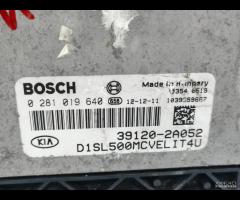 BOSCH
Made in Hungary
0 281 019 640 12-12-11
39120-2A052
KIA
D1SL500MCVELIT4U